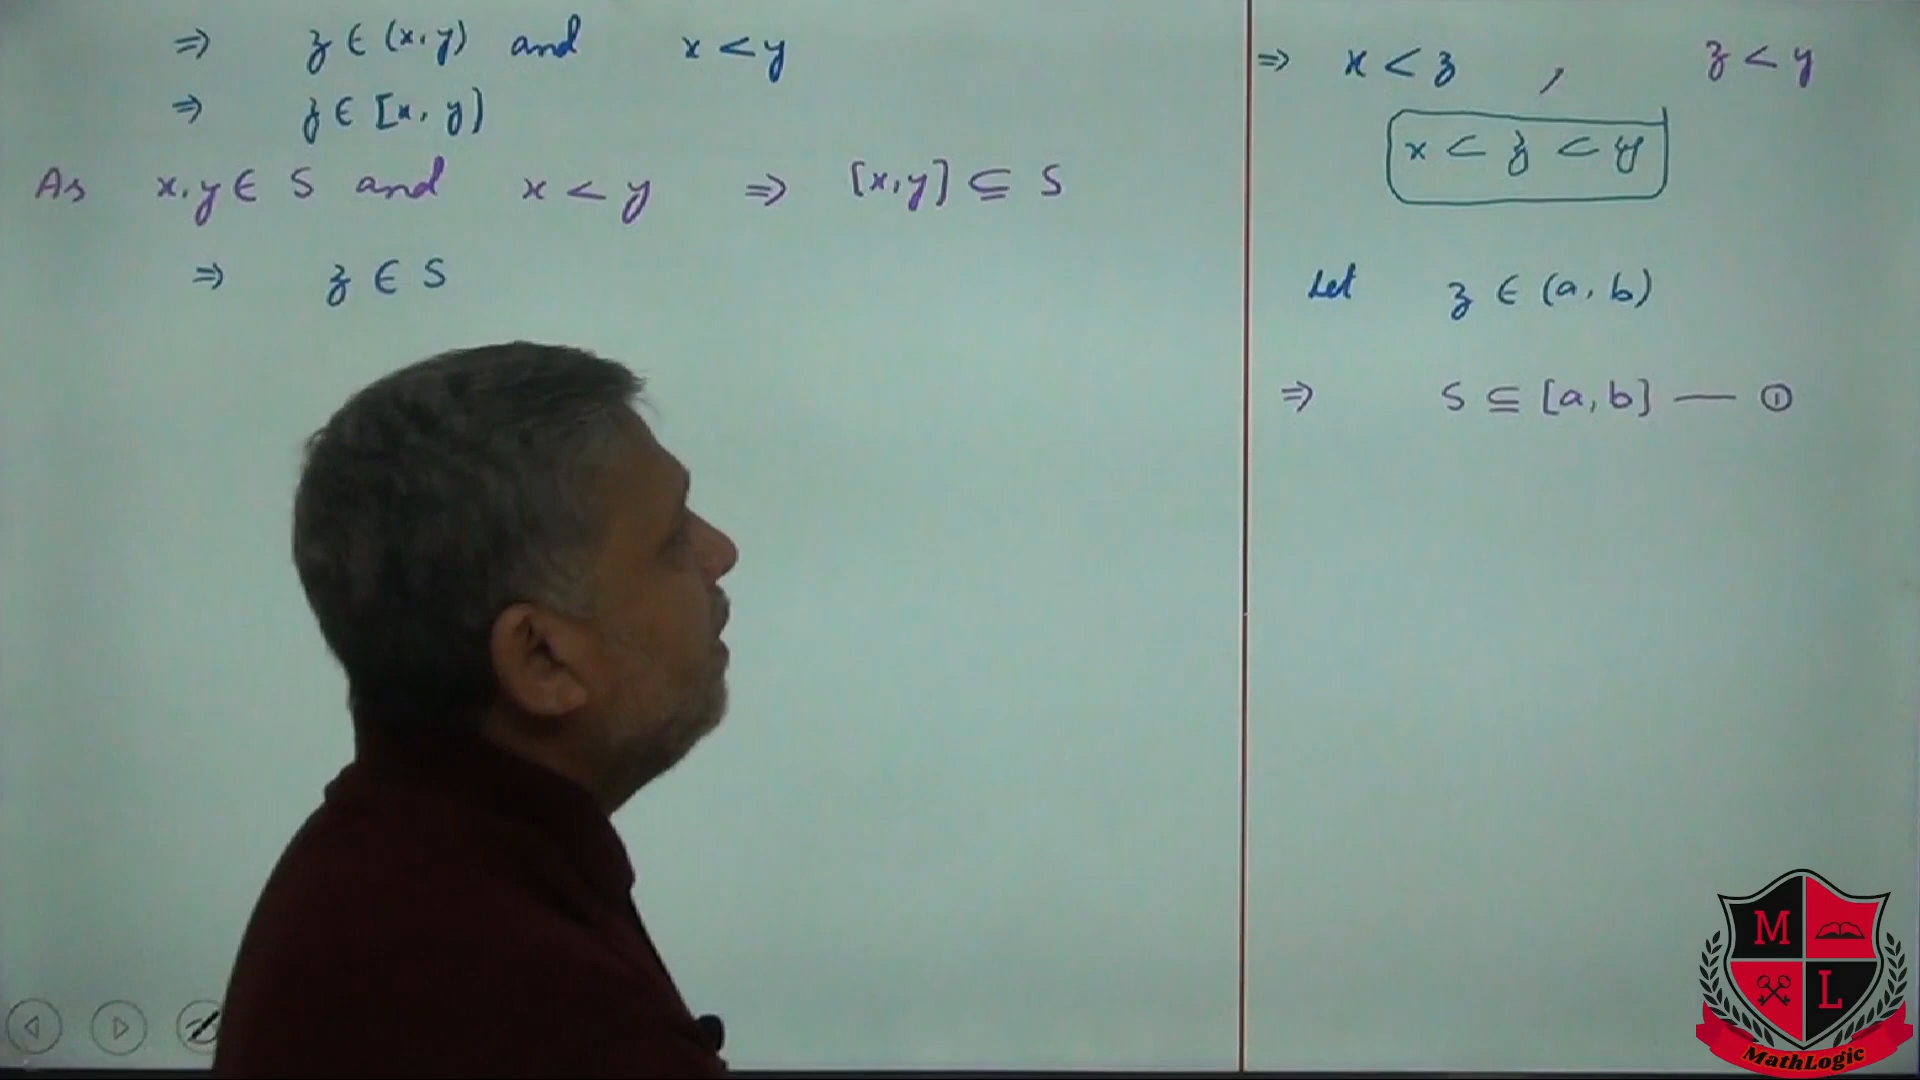 ⇒ z ∈ (x, y) and x < y
⇒ z ∈ [x, y]
As x, y ∈ S and x < y ⇒ [x, y] ⊆ S
⇒ z ∈ S
⇒ x < z , z < y
x < z < y
Let z ∈ (a, b)
⇒ S ⊆ [a, b] — ①
M
L
MathLogic